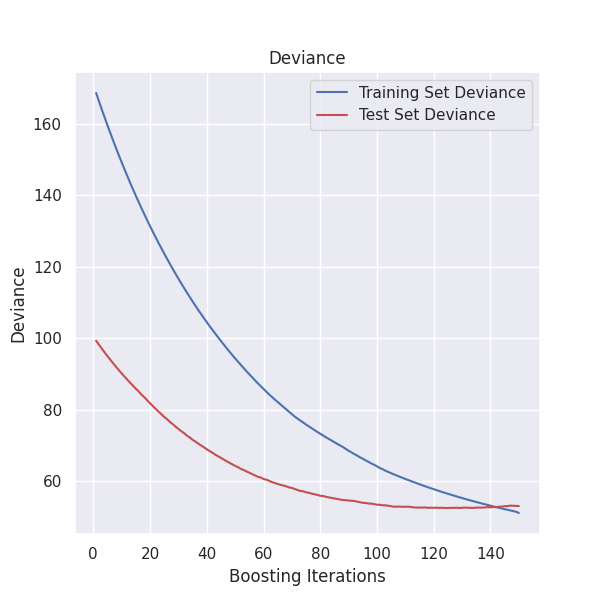 Deviance
Training Set Deviance
Test Set Deviance
160
140
120
100
80
60
Deviance
0 20 40 60 80 100 120 140
Boosting Iterations